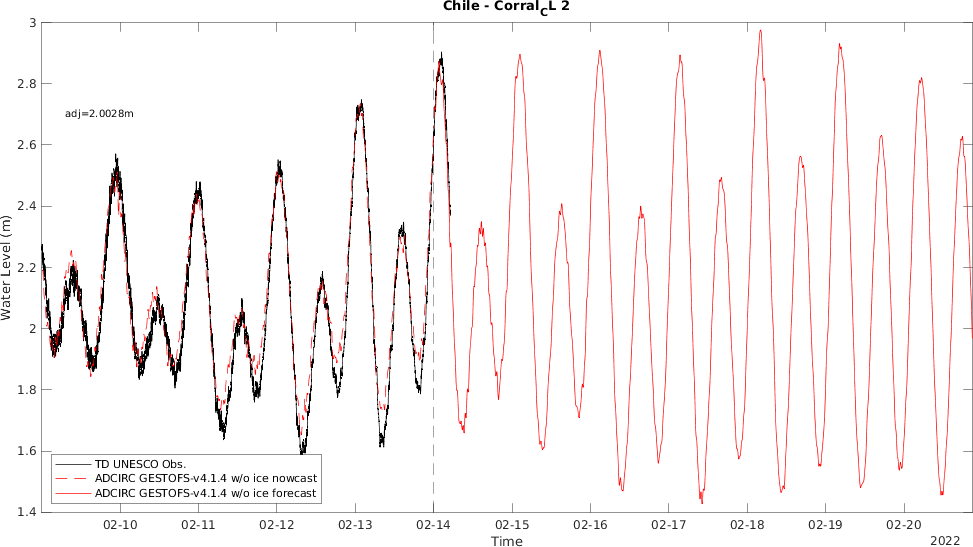 Chile - Corral_CL 2
adj=2.0028m
Water Level (m)
3
2.8
2.6
2.4
2.2
2
1.8
1.6
1.4
TD UNESCO Obs.
ADCIRC GESTOFS-v4.1.4 w/o ice nowcast
ADCIRC GESTOFS-v4.1.4 w/o ice forecast
02-10 02-11 02-12 02-13 02-14 02-15 02-16 02-17 02-18 02-19 02-20
Time
2022